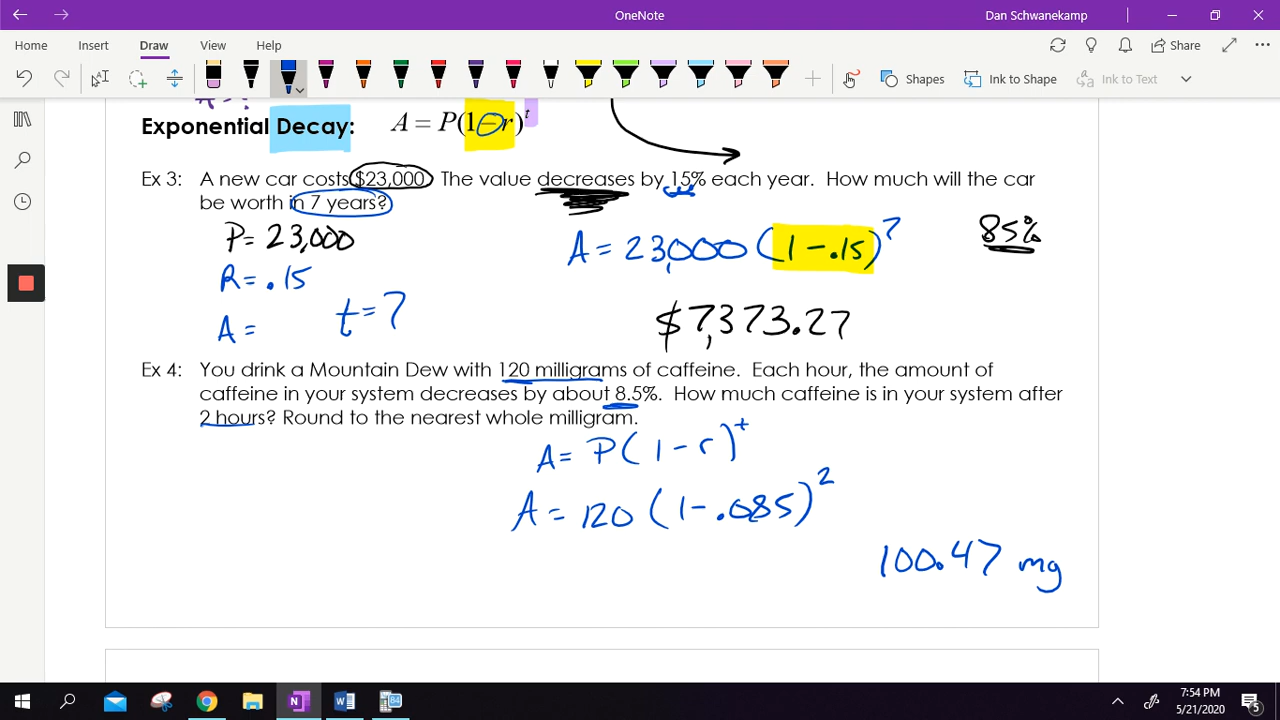 OneNote
Dan Schwanekamp
Home Insert Draw View Help
Share
Shapes
Ink to Shape
Ink to Text
Exponential Decay: A = P(1 − r)^t
Ex 3: A new car costs $23,000. The value decreases by 15% each year. How much will the car
be worth in 7 years?
P= 23,000
A = 23,000 (1 - .15)^7
85%
R= .15
A =
t= 7
$7,373.27
Ex 4: You drink a Mountain Dew with 120 milligrams of caffeine. Each hour, the amount of
caffeine in your system decreases by about 8.5%. How much caffeine is in your system after
2 hours? Round to the nearest whole milligram.
A= P(1-r)^t
A= 120 (1- .085)^2
100.47 mg
7:54 PM
5/21/2020
5